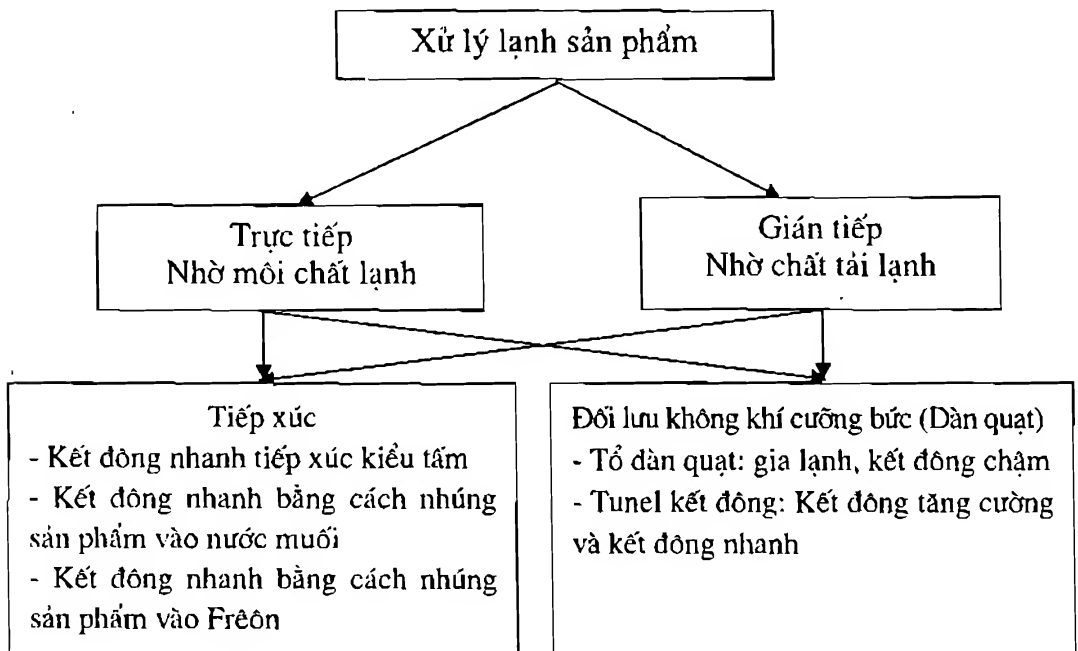 Xử lý lạnh sản phẩm
Trực tiếp
Nhờ môi chất lạnh
Gián tiếp
Nhờ chất tải lạnh
Tiếp xúc
- Kết đông nhanh tiếp xúc kiểu tấm
- Kết đông nhanh bằng cách nhúng
sản phẩm vào nước muối
- Kết đông nhanh bằng cách nhúng
sản phẩm vào Frêôn
Đối lưu không khí cưỡng bức (Dàn quạt)
- Tổ dàn quạt: gia lạnh, kết đông chậm
- Tunel kết đông: Kết đông tăng cường
và kết đông nhanh